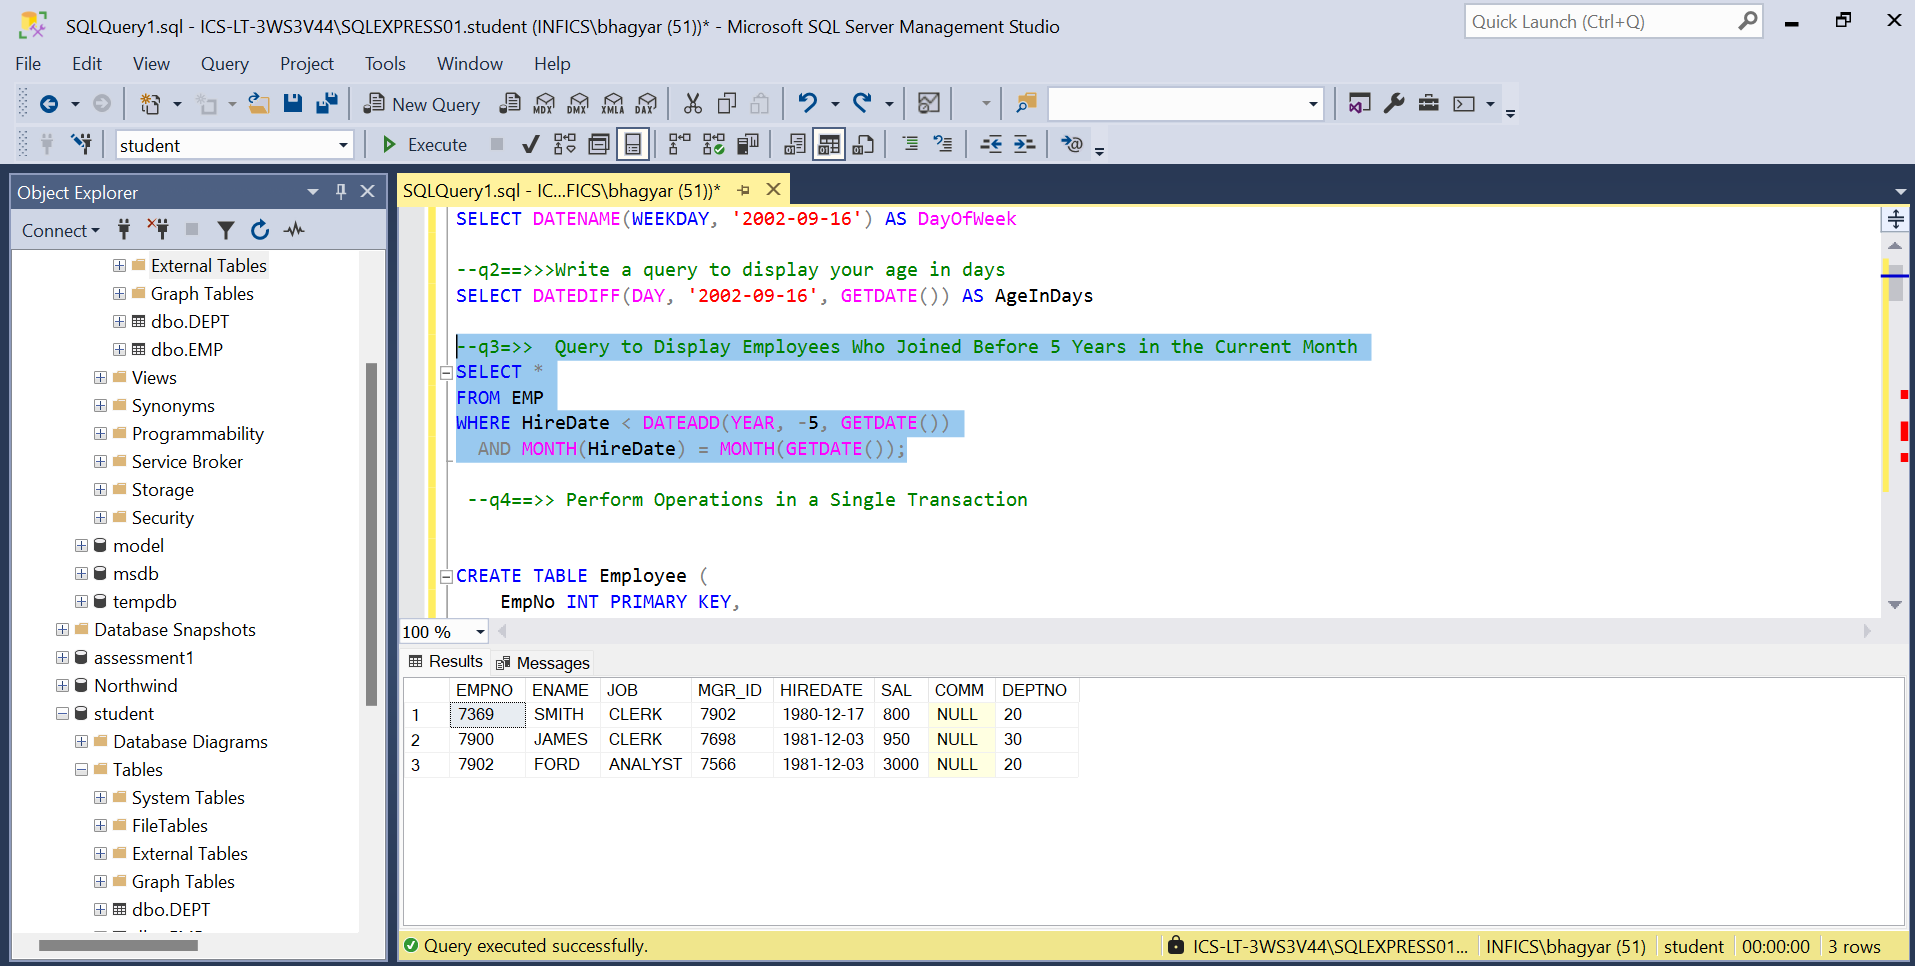 SQLQuery1.sql - ICS-LT-3WS3V44\SQLEXPRESS01.student (INFICS\bhagyar (51))* - Microsoft SQL Server Management Studio
Quick Launch (Ctrl+Q)
File Edit View Query Project Tools Window Help
New Query MDX DMX XMLA DAX
student Execute
Object Explorer
Connect
External Tables
Graph Tables
dbo.DEPT
dbo.EMP
Views
Synonyms
Programmability
Service Broker
Storage
Security
model
msdb
tempdb
Database Snapshots
assessment1
Northwind
student
Database Diagrams
Tables
System Tables
FileTables
External Tables
Graph Tables
dbo.DEPT
SQLQuery1.sql - IC...FICS\bhagyar (51))*
SELECT DATENAME(WEEKDAY, '2002-09-16') AS DayOfWeek
--q2==>>>Write a query to display your age in days
SELECT DATEDIFF(DAY, '2002-09-16', GETDATE()) AS AgeInDays
--q3=>>  Query to Display Employees Who Joined Before 5 Years in the Current Month
SELECT *
FROM EMP
WHERE HireDate < DATEADD(YEAR, -5, GETDATE())
AND MONTH(HireDate) = MONTH(GETDATE());
--q4==>> Perform Operations in a Single Transaction
CREATE TABLE Employee (
EmpNo INT PRIMARY KEY,
100 %
Results Messages
EMPNO ENAME JOB MGR_ID HIREDATE SAL COMM DEPTNO
1 7369 SMITH CLERK 7902 1980-12-17 800 NULL 20
2 7900 JAMES CLERK 7698 1981-12-03 950 NULL 30
3 7902 FORD ANALYST 7566 1981-12-03 3000 NULL 20
Query executed successfully. ICS-LT-3WS3V44\SQLEXPRESS01... INFICS\bhagyar (51) student 00:00:00 3 rows